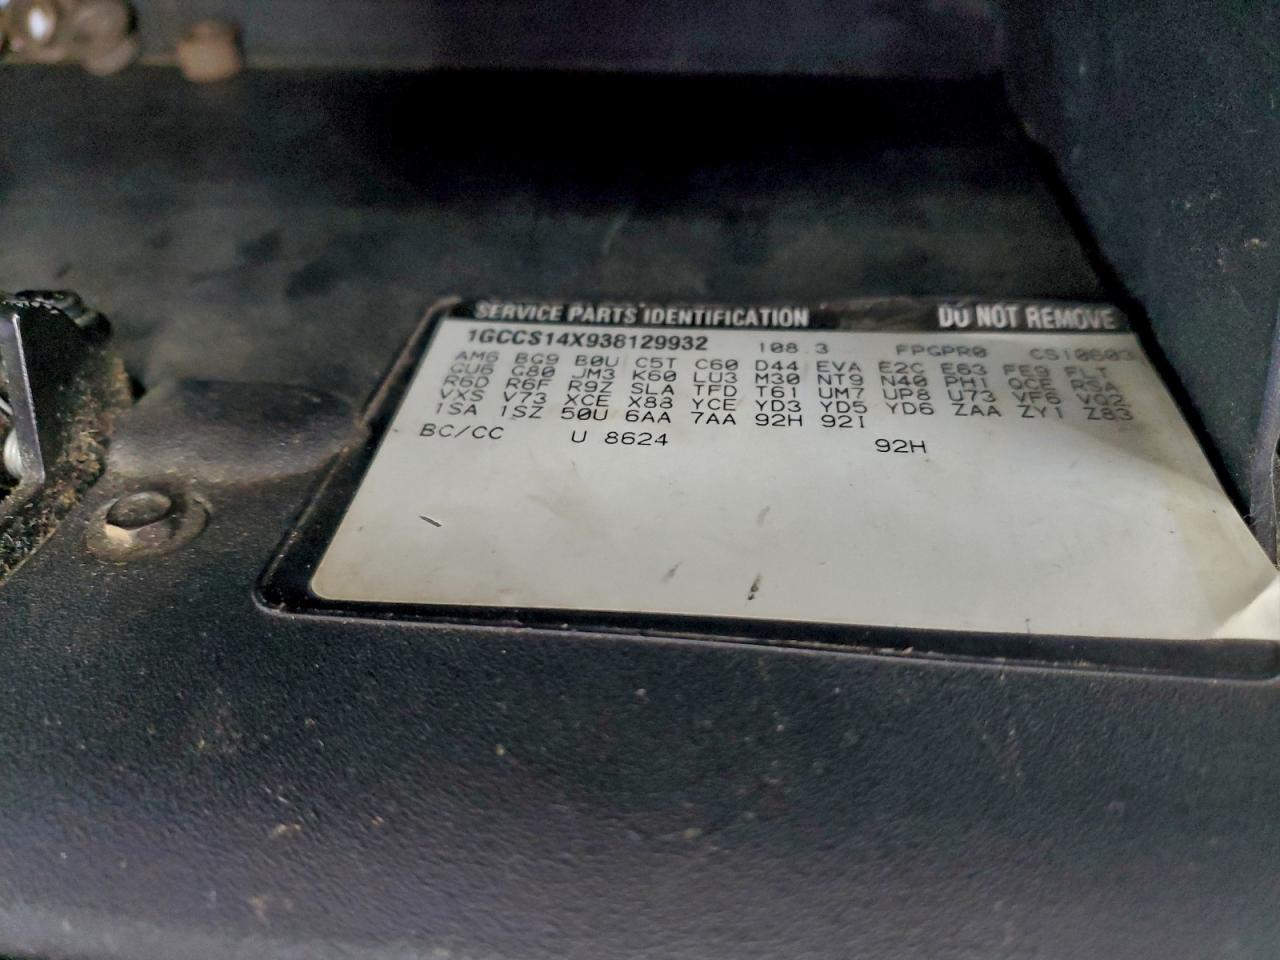 SERVICE PARTS IDENTIFICATION DO NOT REMOVE
1GCCS14X938129932 108.3 FPGPR0 CS10603
AM6 BG9 B0U C5T C60 D44 EVA E2C E63 FE9 FLT
GU6 G80 JM3 K60 LU3 M30 NT9 N40 PH1 QCE RSA
R6D R6F R9Z SLA TFD T61 UM7 UP8 U73 VF6 VQ2
VXS V73 XCE X83 YCE YD3 YD5 YD6 ZAA ZY1 Z83
1SA 1SZ 50U 6AA 7AA 92H 92I
BC/CC U 8624 92H